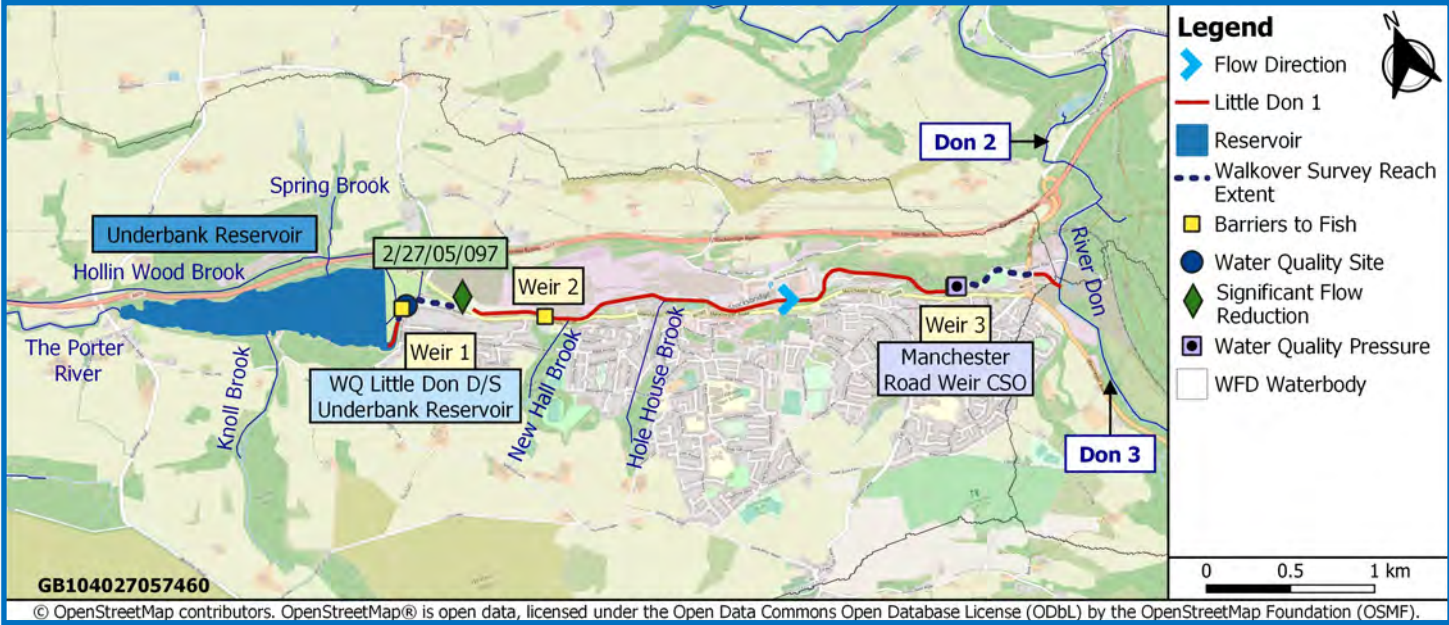 Spring Brook
Underbank Reservoir
Hollin Wood Brook
2/27/05/097
Don 2
Weir 2
River Don
The Porter
River
Weir 1
Weir 3
Knoll Brook
WQ Little Don D/S
Underbank Reservoir
New Hall Brook
Hole House Brook
Manchester
Road Weir CSO
Don 3
GB104027057460
Legend
N
Flow Direction
Little Don 1
Reservoir
Walkover Survey Reach
Extent
Barriers to Fish
Water Quality Site
Significant Flow
Reduction
Water Quality Pressure
WFD Waterbody
0 0.5 1 km
© OpenStreetMap contributors. OpenStreetMap® is open data, licensed under the Open Data Commons Open Database License (ODbL) by the OpenStreetMap Foundation (OSMF).